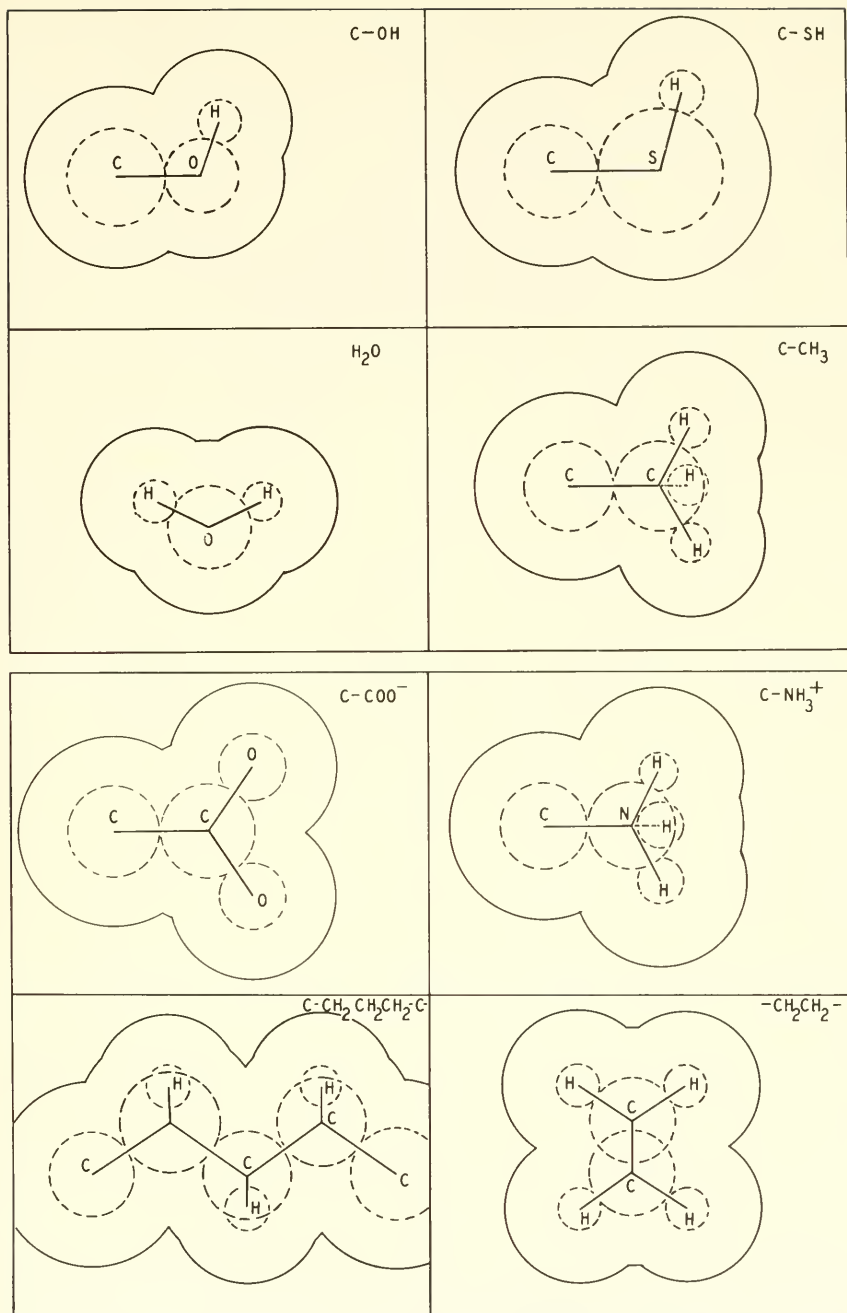 C-OH
H
C O
C-SH
H
C S
H₂O
H H
O
C-CH₃
H
C C H
H
C-COO⁻
O
C C
O
C-NH₃⁺
H
C N H
H
C-CH₂CH₂CH₂-C-
H H
C
C C C
H
-CH₂CH₂-
H H
C
C
H H